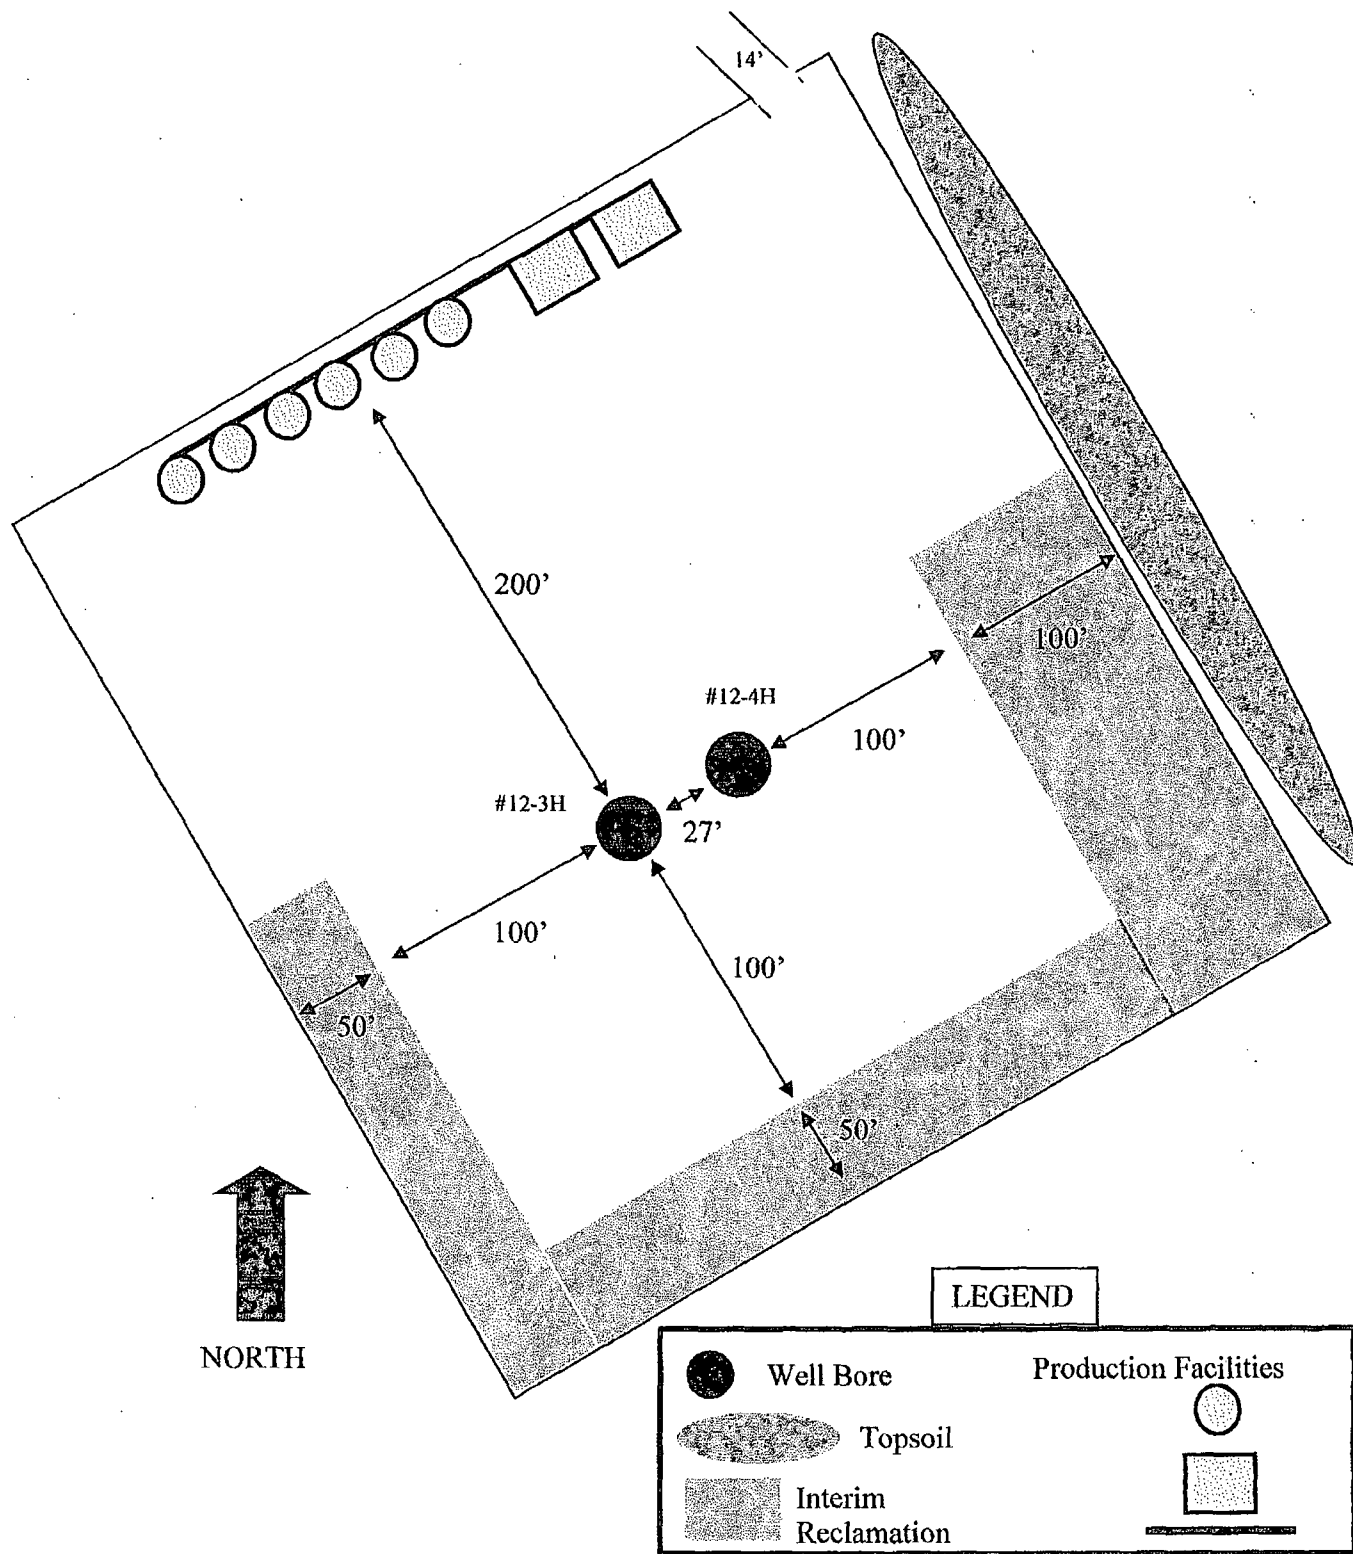 14’
200’
100’
#12-4H
100’
#12-3H
27’
100’
100’
50’
50’
NORTH
LEGEND
Well Bore
Production Facilities
Topsoil
Interim
Reclamation